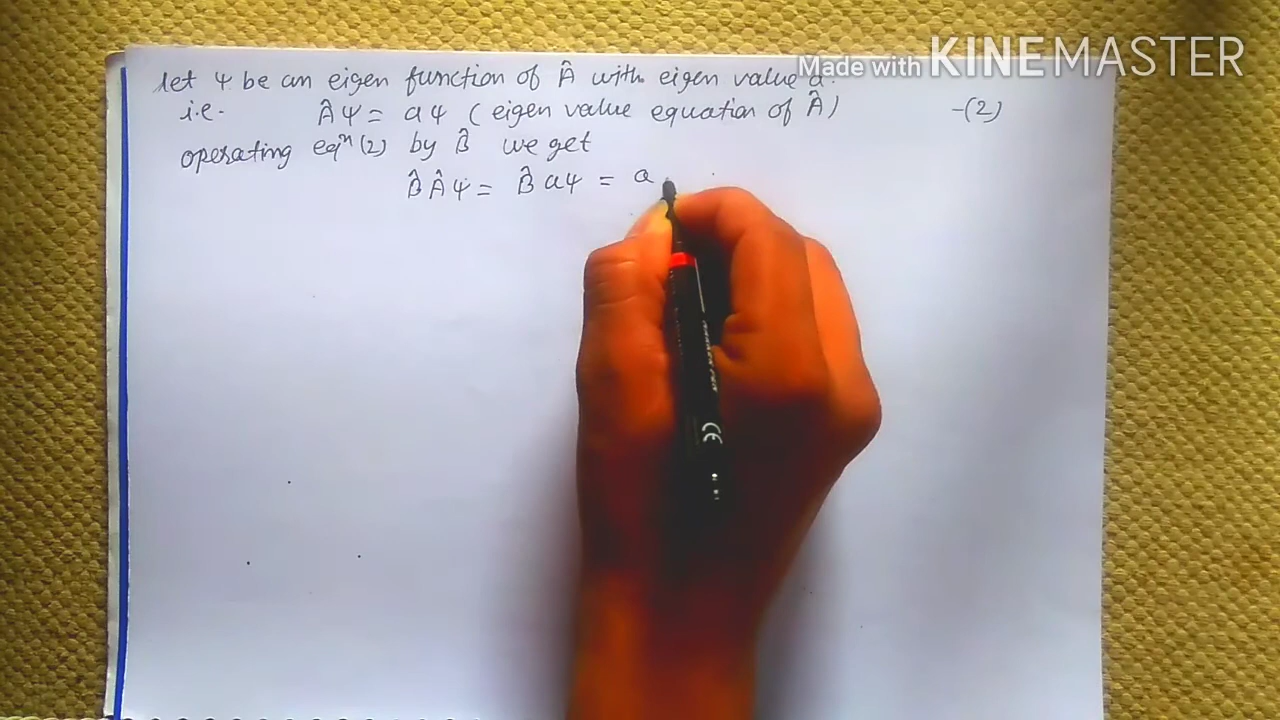 Made with KINEMASTER
let ψ be an eigen function of Â with eigen value a.
i.e. Âψ = aψ (eigen value equation of Â) -(2)
operating eqⁿ(2) by B̂ we get
B̂Âψ = B̂aψ = a
CE